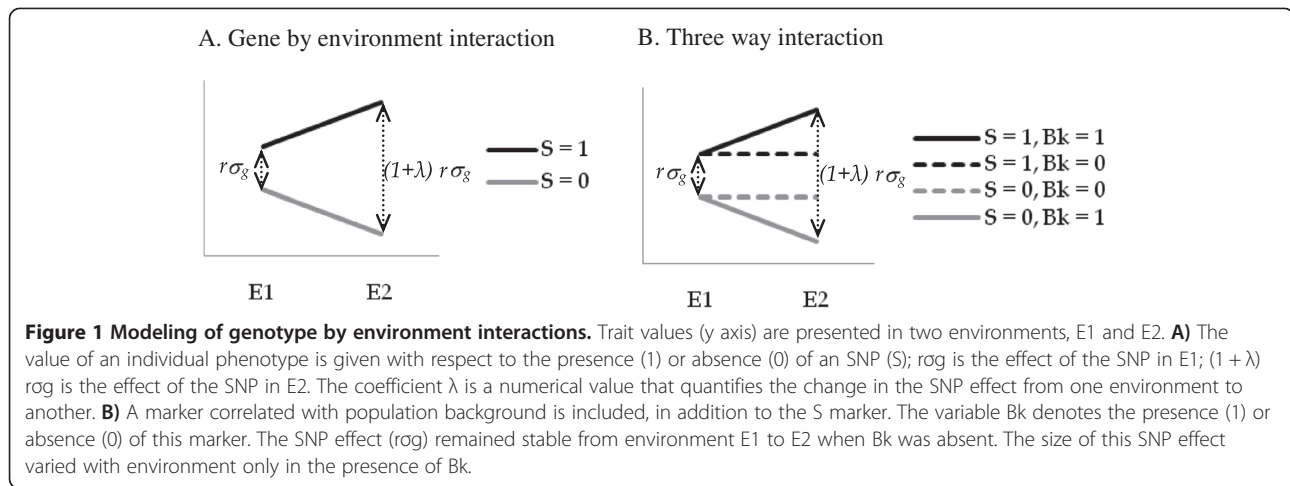 A. Gene by environment interaction
B. Three way interaction
rσg
(1+λ) rσg
S = 1
S = 0
E1
E2
rσg
(1+λ) rσg
S = 1, Bk = 1
S = 1, Bk = 0
S = 0, Bk = 0
S = 0, Bk = 1
E1
E2
Figure 1 Modeling of genotype by environment interactions. Trait values (y axis) are presented in two environments, E1 and E2. A) The
value of an individual phenotype is given with respect to the presence (1) or absence (0) of an SNP (S); rσg is the effect of the SNP in E1; (1 + λ)
rσg is the effect of the SNP in E2. The coefficient λ is a numerical value that quantifies the change in the SNP effect from one environment to
another. B) A marker correlated with population background is included, in addition to the S marker. The variable Bk denotes the presence (1) or
absence (0) of this marker. The SNP effect (rσg) remained stable from environment E1 to E2 when Bk was absent. The size of this SNP effect
varied with environment only in the presence of Bk.